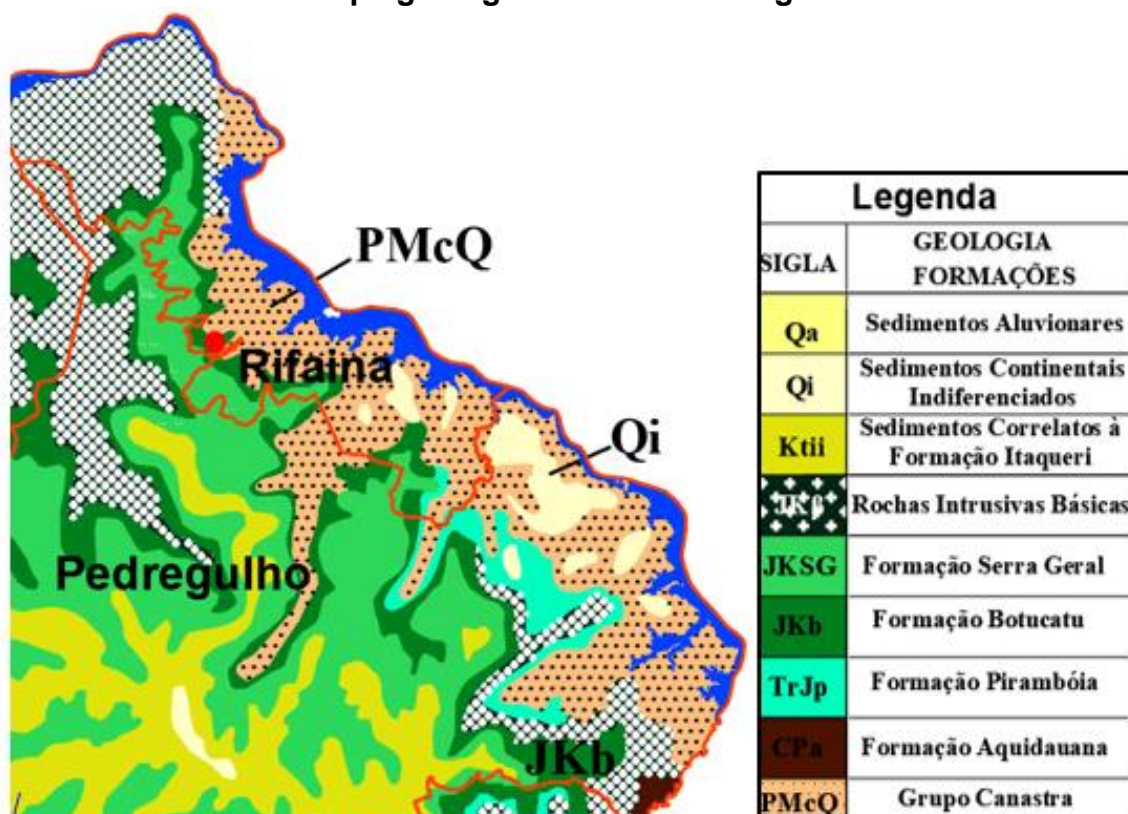 PMcQ
Rifaina
Qi
Pedregulho
JKb
Legenda
SIGLA
GEOLOGIA
FORMAÇÕES
Qa
Sedimentos Aluvionares
Qi
Sedimentos Continentais
Indiferenciados
Ktii
Sedimentos Correlatos à
Formação Itaqueri
JKβ
Rochas Intrusivas Básicas
JKSG
Formação Serra Geral
JKb
Formação Botucatu
TrJp
Formação Pirambóia
CPa
Formação Aquidauana
PMcQ
Grupo Canastra